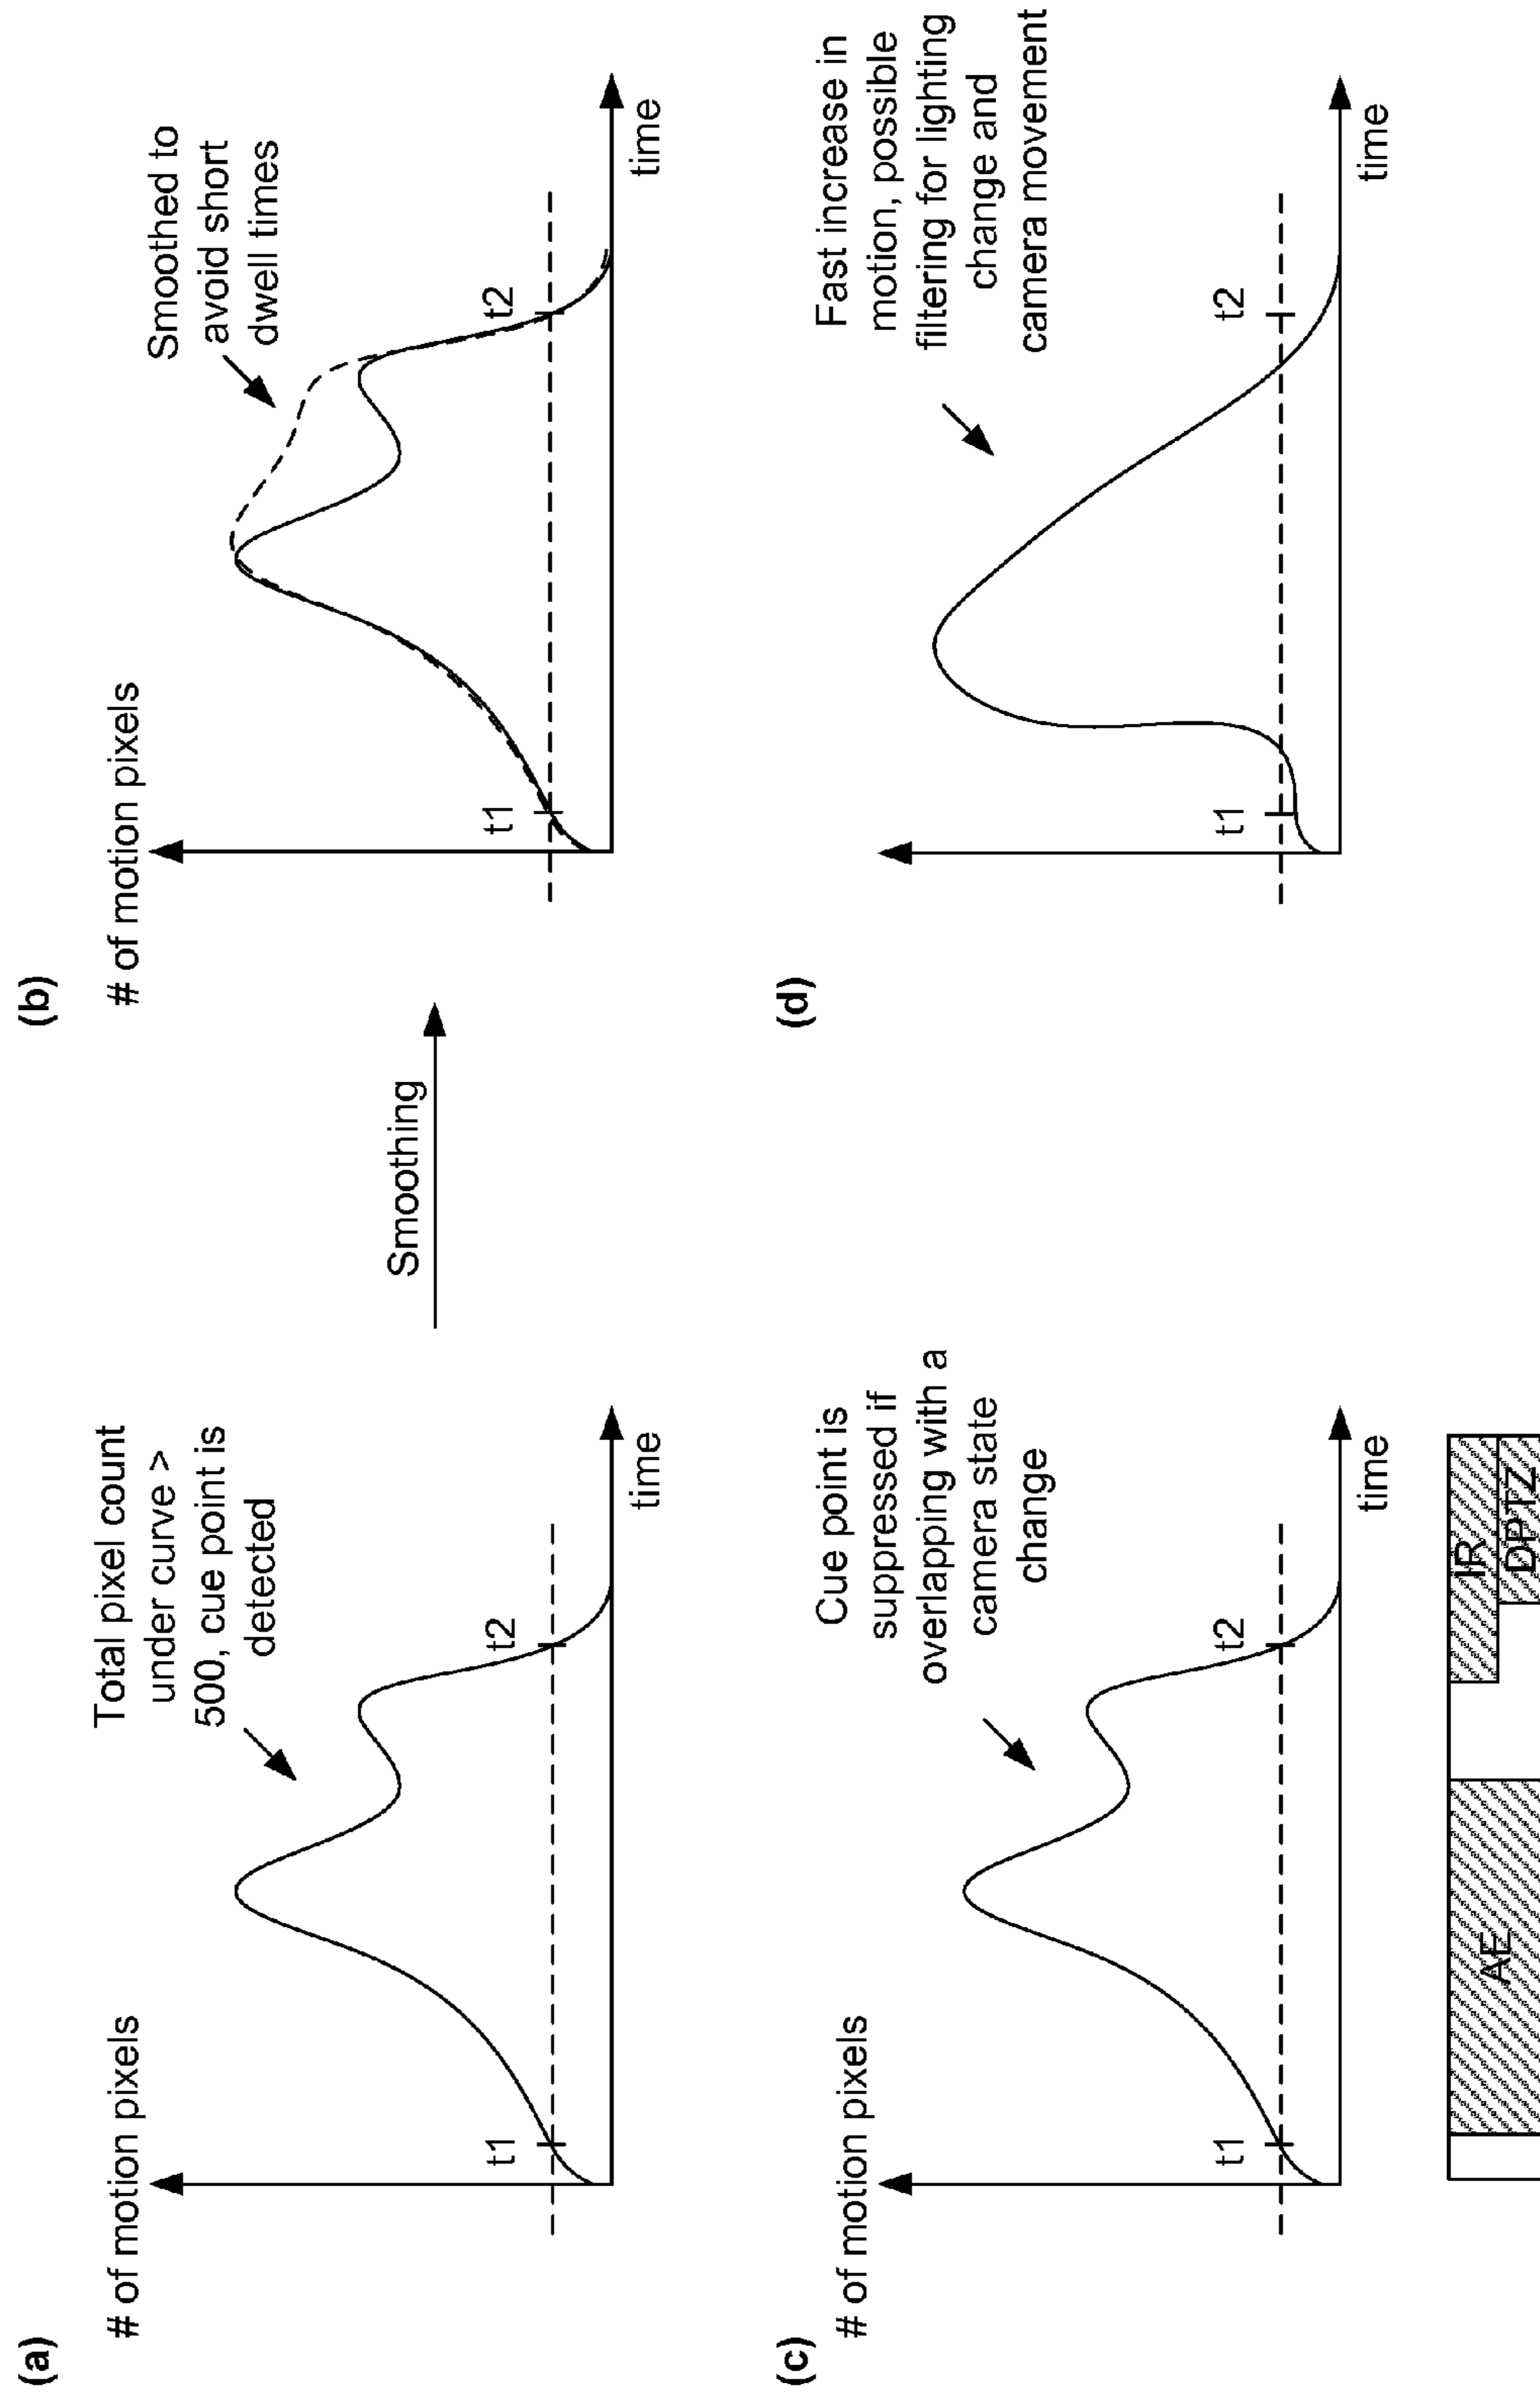 (a)
# of motion pixels
Total pixel count
under curve >
500, cue point is
detected
t1
t2
time
Smoothing
(b)
# of motion pixels
Smoothed to
avoid short
dwell times
t1
t2
time
(c)
# of motion pixels
Cue point is
suppressed if
overlapping with a
camera state
change
t1
t2
time
AE
IR
DPTZ
(d)
Fast increase in
motion, possible
filtering for lighting
change and
camera movement
t1
t2
time